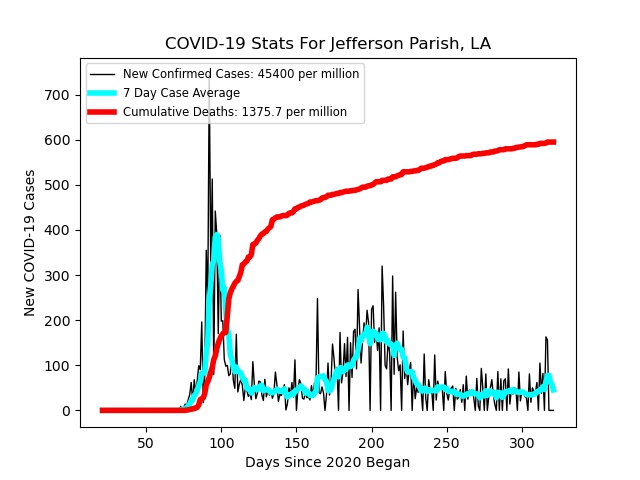 COVID-19 Stats For Jefferson Parish, LA
New Confirmed Cases: 45400 per million
7 Day Case Average
Cumulative Deaths: 1375.7 per million
New COVID-19 Cases
700
600
500
400
300
200
100
0
50
100
150
200
250
300
Days Since 2020 Began